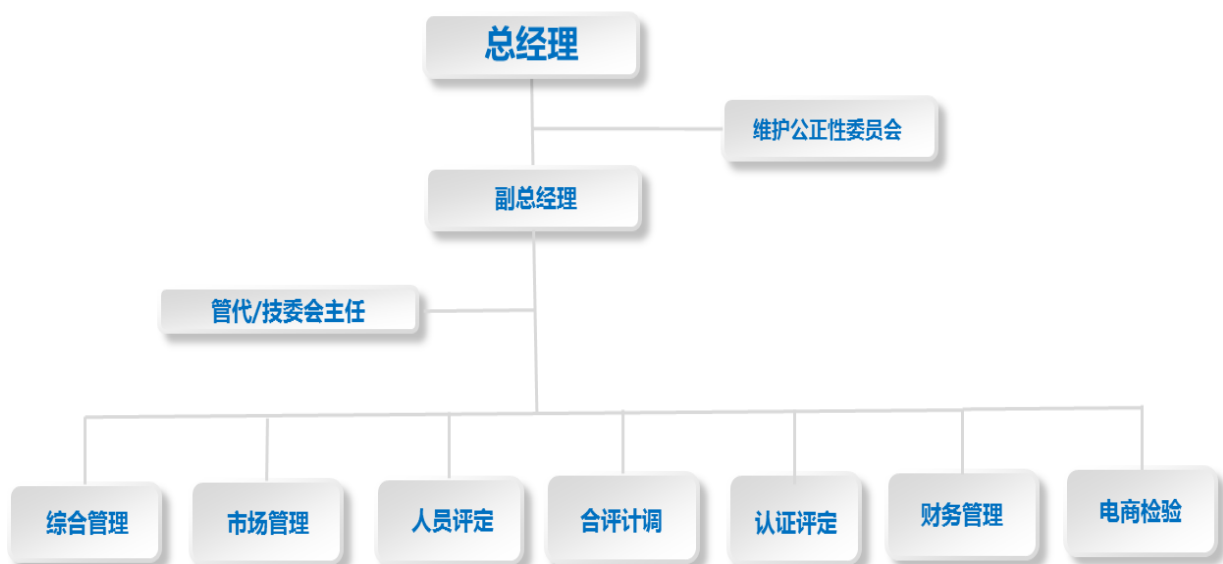 总经理
维护公正性委员会
副总经理
管代/技委会主任
综合管理
市场管理
人员评定
合评计调
认证评定
财务管理
电商检验